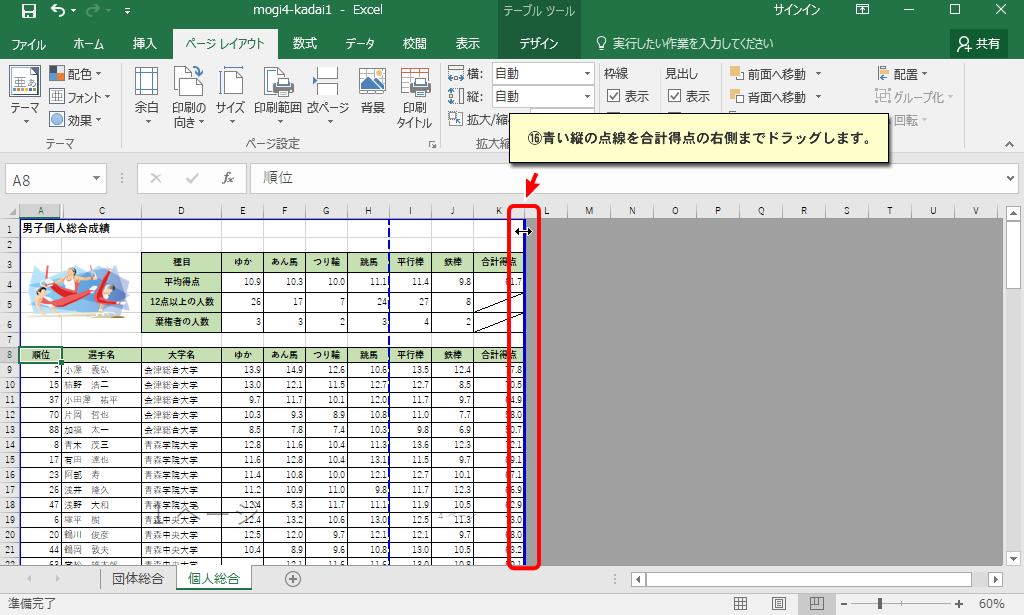 mogi4-kadai1 - Excel
テーブル ツール
サインイン
ファイル ホーム 挿入 ページ レイアウト 数式 データ 校閲 表示 デザイン 実行したい作業を入力してください 共有
テーマ
配色
フォント
効果
テーマ
余白
印刷の
向き
サイズ
印刷範囲
改ページ
背景
印刷
タイトル
ページ設定
横: 自動
縦: 自動
拡大/縮
拡大縮
枠線
表示
見出し
表示
前面へ移動
背面へ移動
配置
グループ化
回転
⑯青い縦の点線を合計得点の右側までドラッグします。
A8
fx
順位
A C D E F G H I J K L M N O P Q R S T U V
1 男子個人総合成績
2
3 種目 ゆか あん馬 つり輪 跳馬 平行棒 鉄棒 合計得点
4 平均得点 10.9 10.3 10.0 11.1 11.4 9.8 61.7
5 12点以上の人数 26 17 7 24 27 8
6 棄権者の人数 3 3 2 3 4 2
7
8 順位 選手名 大学名 ゆか あん馬 つり輪 跳馬 平行棒 鉄棒 合計得点
9 2 小澤 義弘 会津総合大学 13.9 14.9 12.6 10.6 13.5 12.4 77.8
10 15 柿野 浩二 会津総合大学 13.0 12.1 11.5 12.7 12.7 8.5 70.5
11 37 小田澤 祐平 会津総合大学 9.7 11.7 10.1 12.0 11.7 9.7 64.9
12 70 片岡 哲也 会津総合大学 10.3 9.3 8.9 10.8 11.0 7.7 58.0
13 88 加福 太一 会津総合大学 8.5 7.8 7.4 10.3 9.8 6.9 50.7
14 8 青木 茂三 青森学院大学 12.8 11.6 10.4 11.3 13.6 12.3 72.1
15 17 有田 達也 青森学院大学 11.6 12.8 10.4 13.1 11.5 9.7 69.1
16 23 阿部 寿 青森学院大学 11.4 10.8 10.0 12.1 12.7 10.1 67.1
17 26 浅井 隆久 青森学院大学 11.2 10.9 11.0 9.8 11.7 12.3 66.9
18 47 浅野 大和 青森学院大学 12.4 5.3 11.7 11.1 11.9 10.5 62.9
19 6 塚平 樹 青森中央大学 12.4 13.2 10.6 13.0 12.5 11.3 73.0
20 20 鶴川 俊彦 青森中央大学 12.5 12.0 9.7 12.1 12.1 9.7 68.0
21 44 鶴岡 敦夫 青森中央大学 10.4 8.9 9.6 10.8 13.0 10.5 63.2
1 ページ
団体総合 個人総合
準備完了
60%